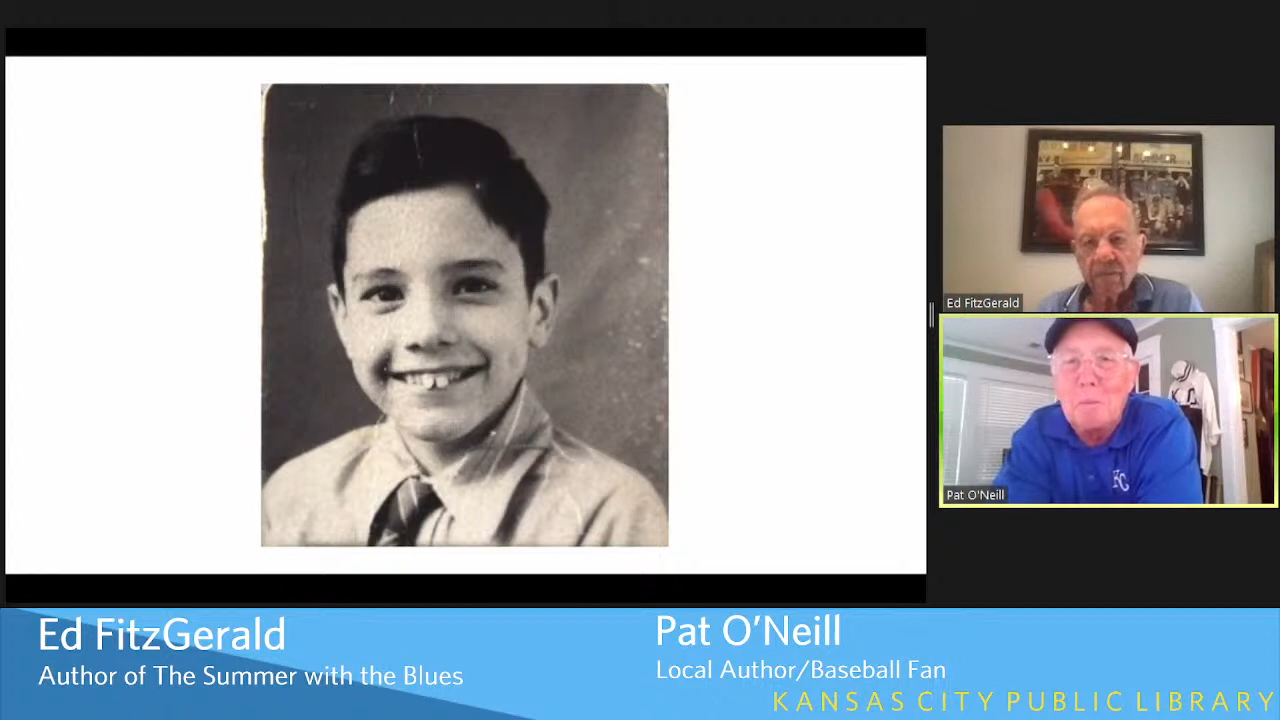 Ed FitzGerald
KC
Pat O'Neill
Ed FitzGerald
Author of The Summer with the Blues
Pat O'Neill
Local Author/Baseball Fan
KANSAS CITY PUBLIC LIBRARY